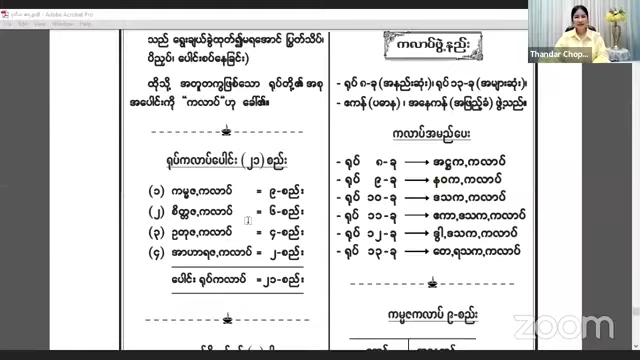 Adobe Acrobat Pro
သည် ရွေးချယ်ခွဲထုတ်၍မရအောင် ပြွတ်သိပ်၊
ပိညှပ်၊ ပေါင်းစပ်နေခြင်း)
ထိုသို့ အတူတကွဖြစ်သော ရုပ်တို့၏ အစု
အပေါင်းကို "ကလာပ်"ဟု ခေါ်၏။
ရုပ်ကလာပ်ပေါင်း (၂၁) စည်း
(၁) ကမ္မဇ,ကလာပ် = ၉-စည်း
(၂) စိတ္တဇ,ကလာပ် = ၆-စည်း
(၃) ဥတုဇ,ကလာပ် = ၄-စည်း
(၄) အာဟာရဇ,ကလာပ် = ၂-စည်း
ပေါင်း ရုပ်ကလာပ် =၂၁-စည်း
ကလာပ်ဖွဲ့နည်း
- ရုပ် ၈-ခု (အနည်းဆုံး)၊ ရုပ် ၁၃-ခု (အများဆုံး)၊
- ဧကန် (ပဓာန) ၊ အနေကန် (အဖြည့်ခံ) ဖွဲ့သည်။
ကလာပ်အမည်ပေး
- ရုပ် ၈-ခု → အဋ္ဌက,ကလာပ်
- ရုပ် ၉-ခု → နဝက,ကလာပ်
- ရုပ် ၁၀-ခု → ဒသက,ကလာပ်
- ရုပ် ၁၁-ခု → ဧကာ,ဒသက,ကလာပ်
- ရုပ် ၁၂-ခု → ဒွါ,ဒသက,ကလာပ်
- ရုပ် ၁၃-ခု → တေ,ရသက,ကလာပ်
ကမ္မဇကလာပ် ၉-စည်း
Thandar Chop...
zoom